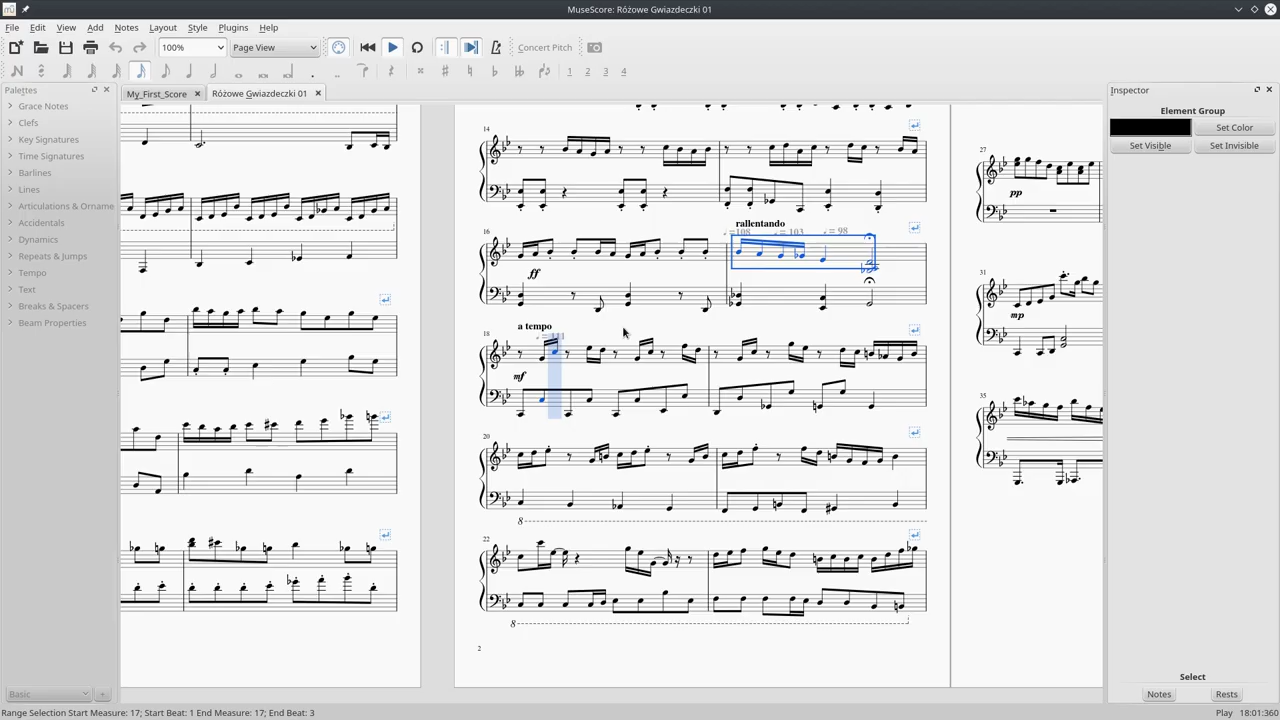 MuseScore: Różowe Gwiazdeczki 01
File Edit View Add Notes Layout Style Plugins Help
100% Page View Concert Pitch
1 2 3 4
Palettes
My_First_Score Różowe Gwiazdeczki 01
Inspector
Grace Notes
Clefs
Key Signatures
Time Signatures
Barlines
Lines
Articulations & Orname
Accidentals
Dynamics
Repeats & Jumps
Tempo
Text
Breaks & Spacers
Beam Properties
14
16
rallentando
=108 = 103 = 98
ff
a tempo
18
mf
20
8
22
8
2
27
pp
31
mp
35
Element Group
Set Color
Set Visible Set Invisible
Select
Notes Rests
Basic +
Range Selection Start Measure: 17; Start Beat: 1 End Measure: 17; End Beat: 3
Play 18:01:360